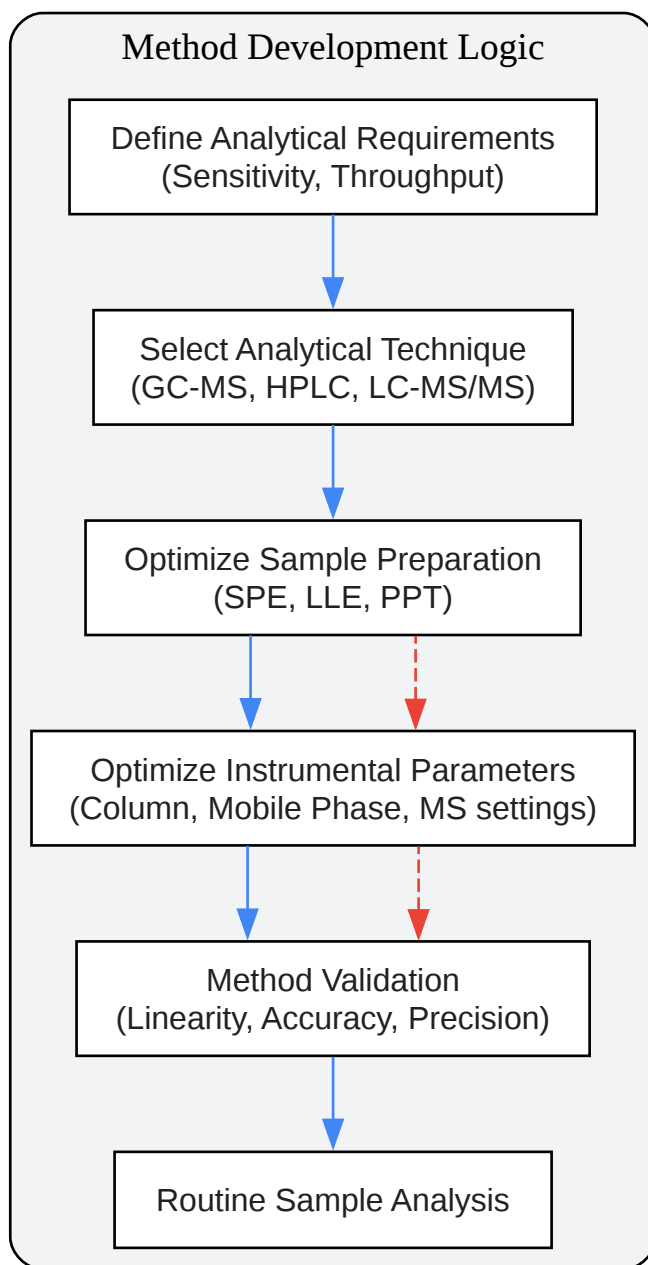 Method Development Logic
Define Analytical Requirements
(Sensitivity, Throughput)
Select Analytical Technique
(GC-MS, HPLC, LC-MS/MS)
Optimize Sample Preparation
(SPE, LLE, PPT)
Optimize Instrumental Parameters
(Column, Mobile Phase, MS settings)
Method Validation
(Linearity, Accuracy, Precision)
Routine Sample Analysis